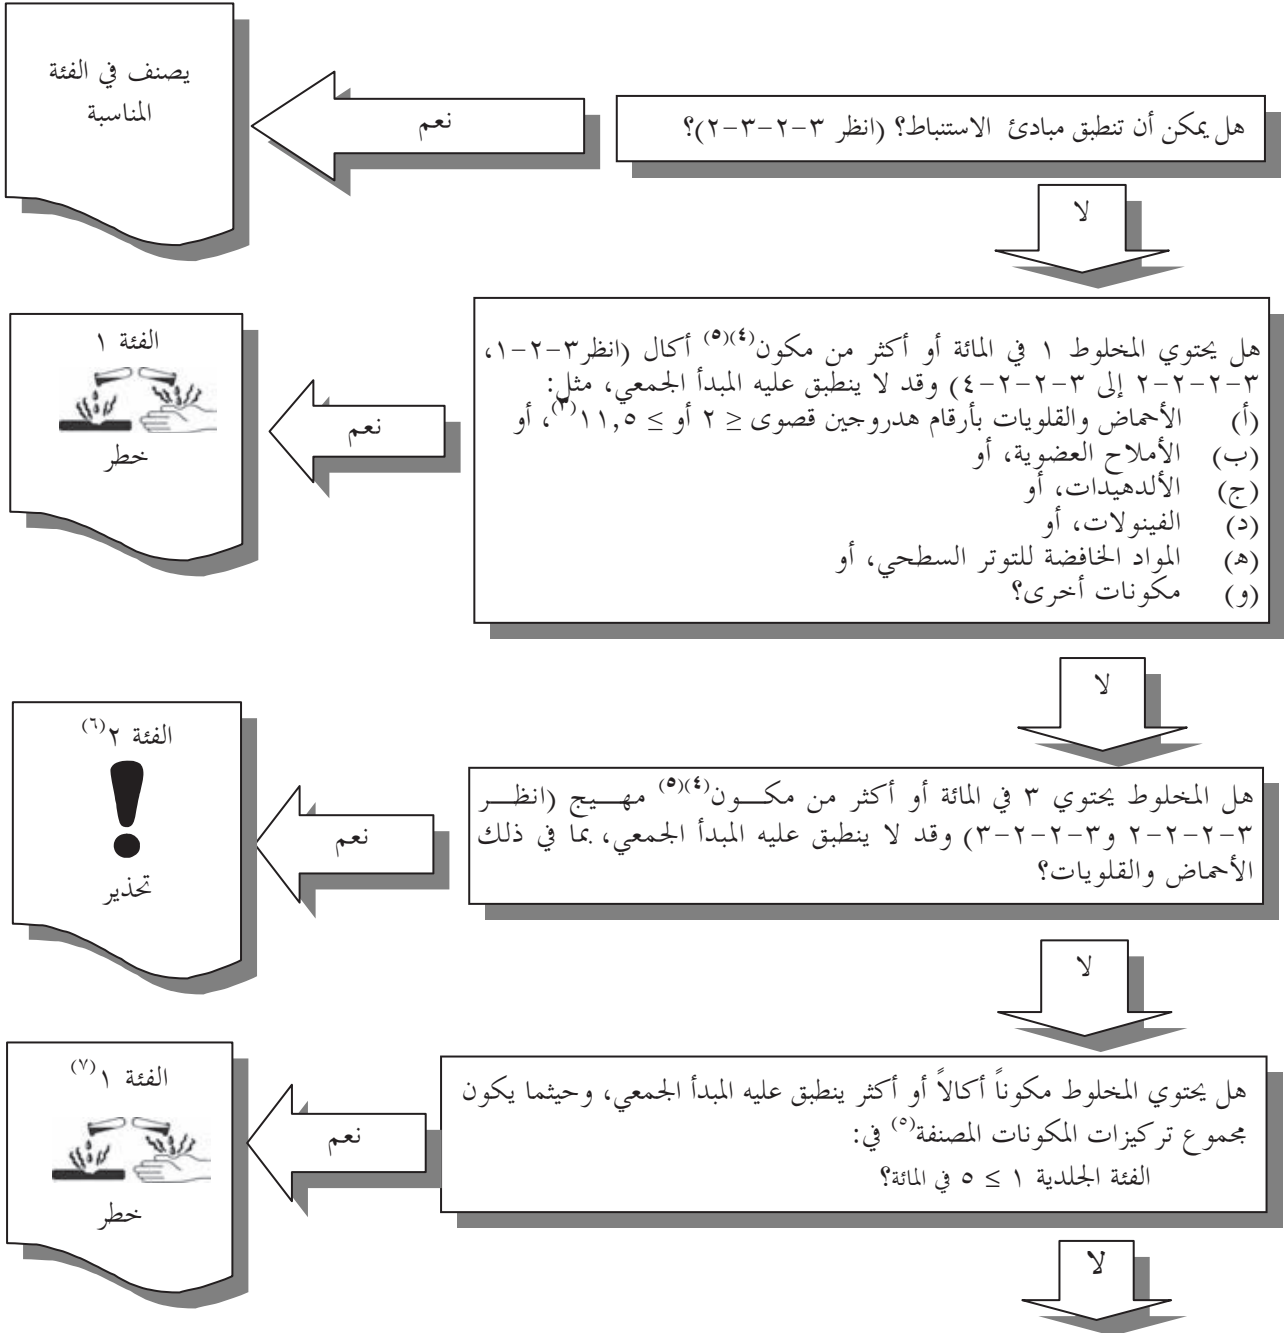 هل يمكن أن تنطبق مبادئ الاستنباط؟ (انظر ٣-٢-٣-٢)؟
نعم
يصنف في الفئة
المناسبة
لا
هل يحتوي المخلوط ١ في المائة أو أكثر من مكون(٤)(٥) أكال (انظر٣-٢-١،
٣-٢-٢-٢ إلى ٣-٢-٢-٤) وقد لا ينطبق عليه المبدأ الجمعي، مثل:
(أ) الأحماض والقلويات بأرقام هدروجين قصوى ≥ ٢ أو ≤ ١١,٥(٣)، أو
(ب) الأملاح العضوية، أو
(ج) الألدهيدات، أو
(د) الفينولات، أو
(ه) المواد الخافضة للتوتر السطحي، أو
(و) مكونات أخرى؟
نعم
الفئة ١
خطر
لا
هل المخلوط يحتوي ٣ في المائة أو أكثر من مكـــون(٤)(٥) مهـــيج (انظـــر
٣-٢-٢-٢ و٣-٢-٢-٣) وقد لا ينطبق عليه المبدأ الجمعي، بما في ذلك
الأحماض والقلويات؟
نعم
الفئة ٢(٦)
تحذير
لا
هل يحتوي المخلوط مكوناً أكالاً أو أكثر ينطبق عليه المبدأ الجمعي، وحيثما يكون
مجموع تركيزات المكونات المصنفة(٥) في:
الفئة الجلدية ١ ≤ ٥ في المائة؟
نعم
الفئة ١(٧)
خطر
لا